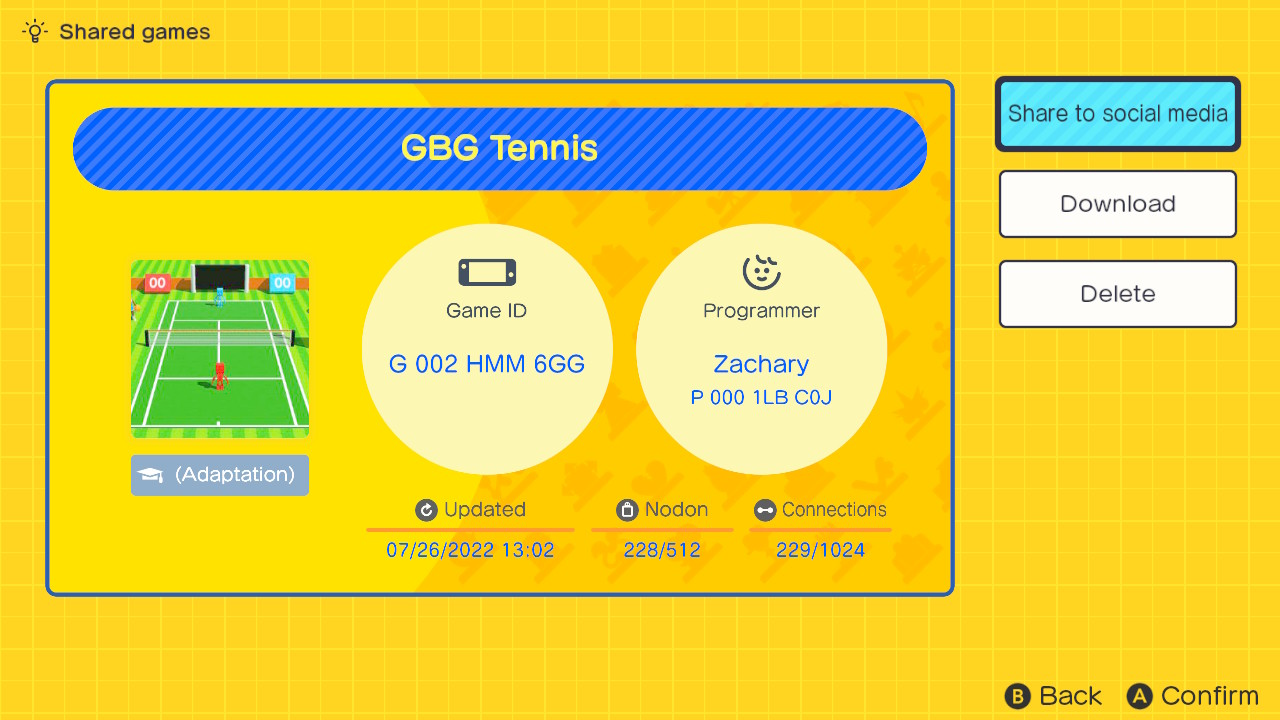 Shared games
GBG Tennis
Share to social media
Download
Delete
00 00
Game ID
G 002 HMM 6GG
Programmer
Zachary
P 000 1LB C0J
(Adaptation)
Updated
07/26/2022 13:02
Nodon
228/512
Connections
229/1024
B Back A Confirm